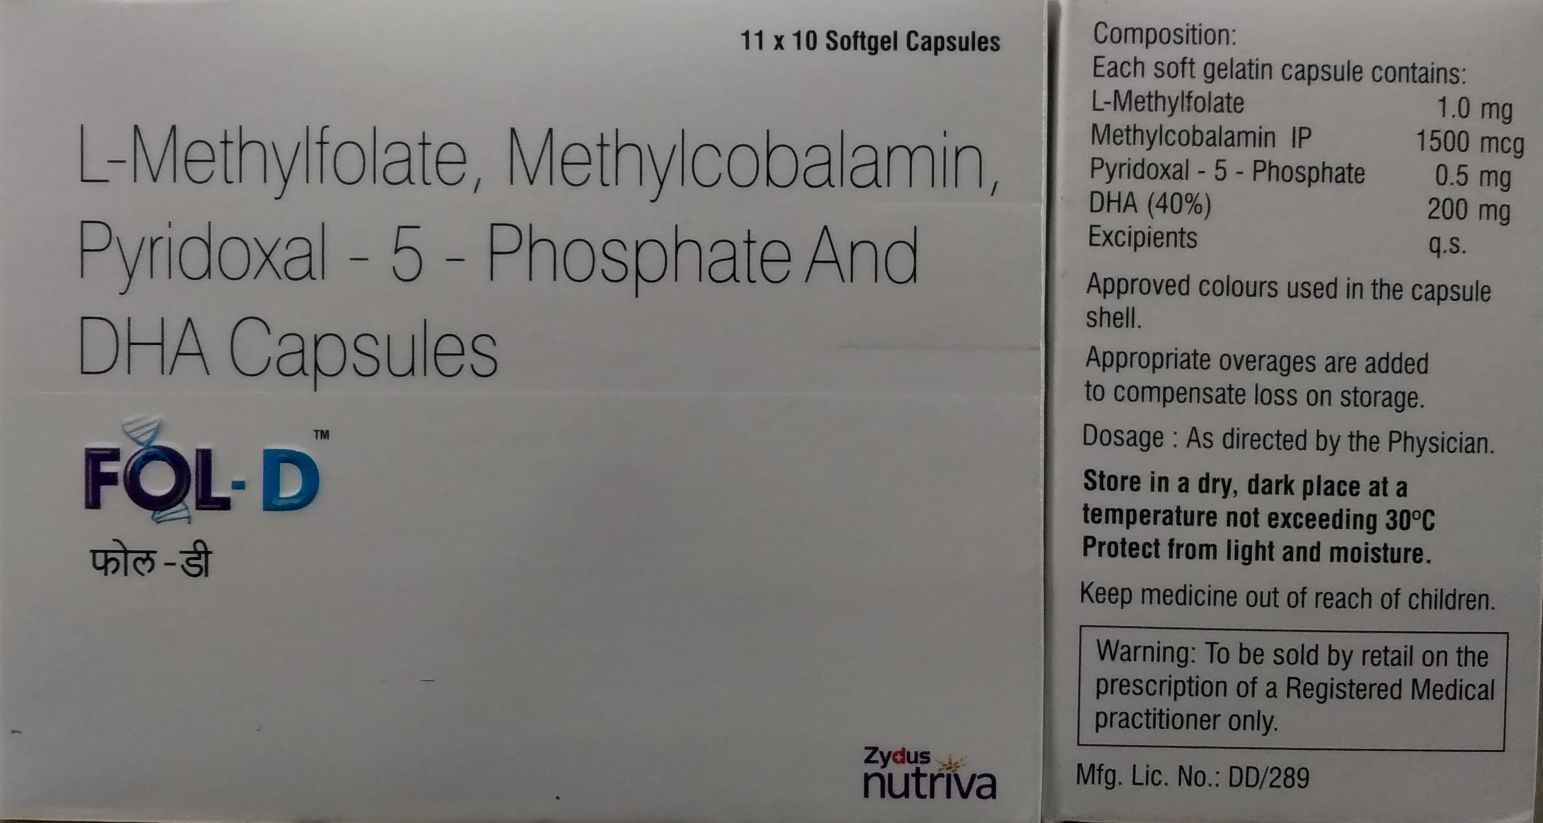 11 x 10 Softgel Capsules
L-Methylfolate, Methylcobalamin,
Pyridoxal - 5 - Phosphate And
DHA Capsules
FOL-D™
फोल -डी
Zydus
nutriva
Composition:
Each soft gelatin capsule contains:
L-Methylfolate 1.0 mg
Methylcobalamin IP 1500 mcg
Pyridoxal - 5 - Phosphate 0.5 mg
DHA (40%) 200 mg
Excipients q.s.
Approved colours used in the capsule
shell.
Appropriate overages are added
to compensate loss on storage.
Dosage : As directed by the Physician.
Store in a dry, dark place at a
temperature not exceeding 30°C
Protect from light and moisture.
Keep medicine out of reach of children.
Warning: To be sold by retail on the
prescription of a Registered Medical
practitioner only.
Mfg. Lic. No.: DD/289